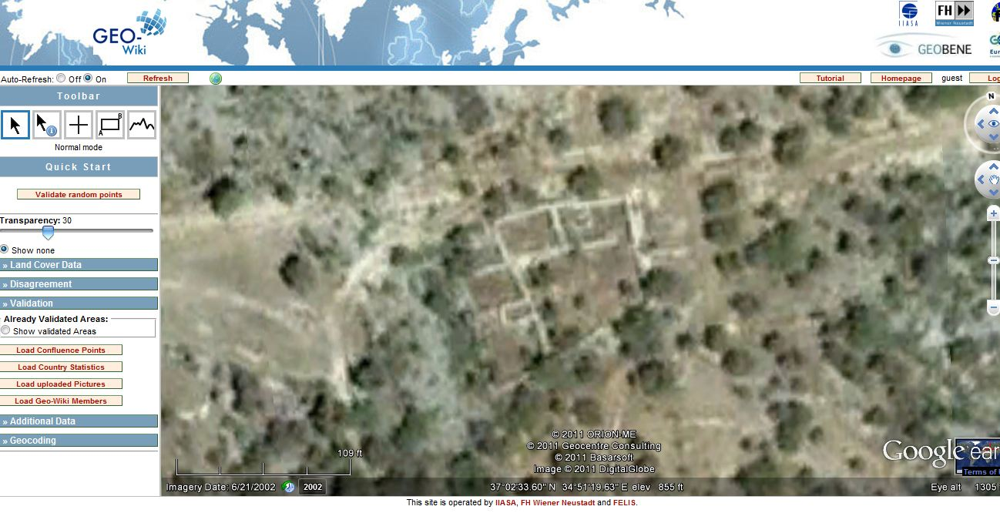 GEO-
Wiki
IIASA
FH
Wiener Neustadt
GEOBENE
Eur
Auto-Refresh: Off On
Refresh
Tutorial
Homepage
guest
Log
Toolbar
A B
Normal mode
Quick Start
Validate random points
Transparency: 30
Show none
» Land Cover Data
» Disagreement
» Validation
Already Validated Areas:
Show validated Areas
Load Confluence Points
Load Country Statistics
Load uploaded Pictures
Load Geo-Wiki Members
» Additional Data
» Geocoding
N
109 ft
© 2011 ORION-ME
© 2011 Geocentre Consulting
© 2011 Basarsoft
Image © 2011 DigitalGlobe
Google ear
Terms of
Imagery Date: 6/21/2002 2002
37°02'33.60" N 34°51'19.63" E elev 855 ft
Eye alt 1305
This site is operated by IIASA, FH Wiener Neustadt and FELIS.